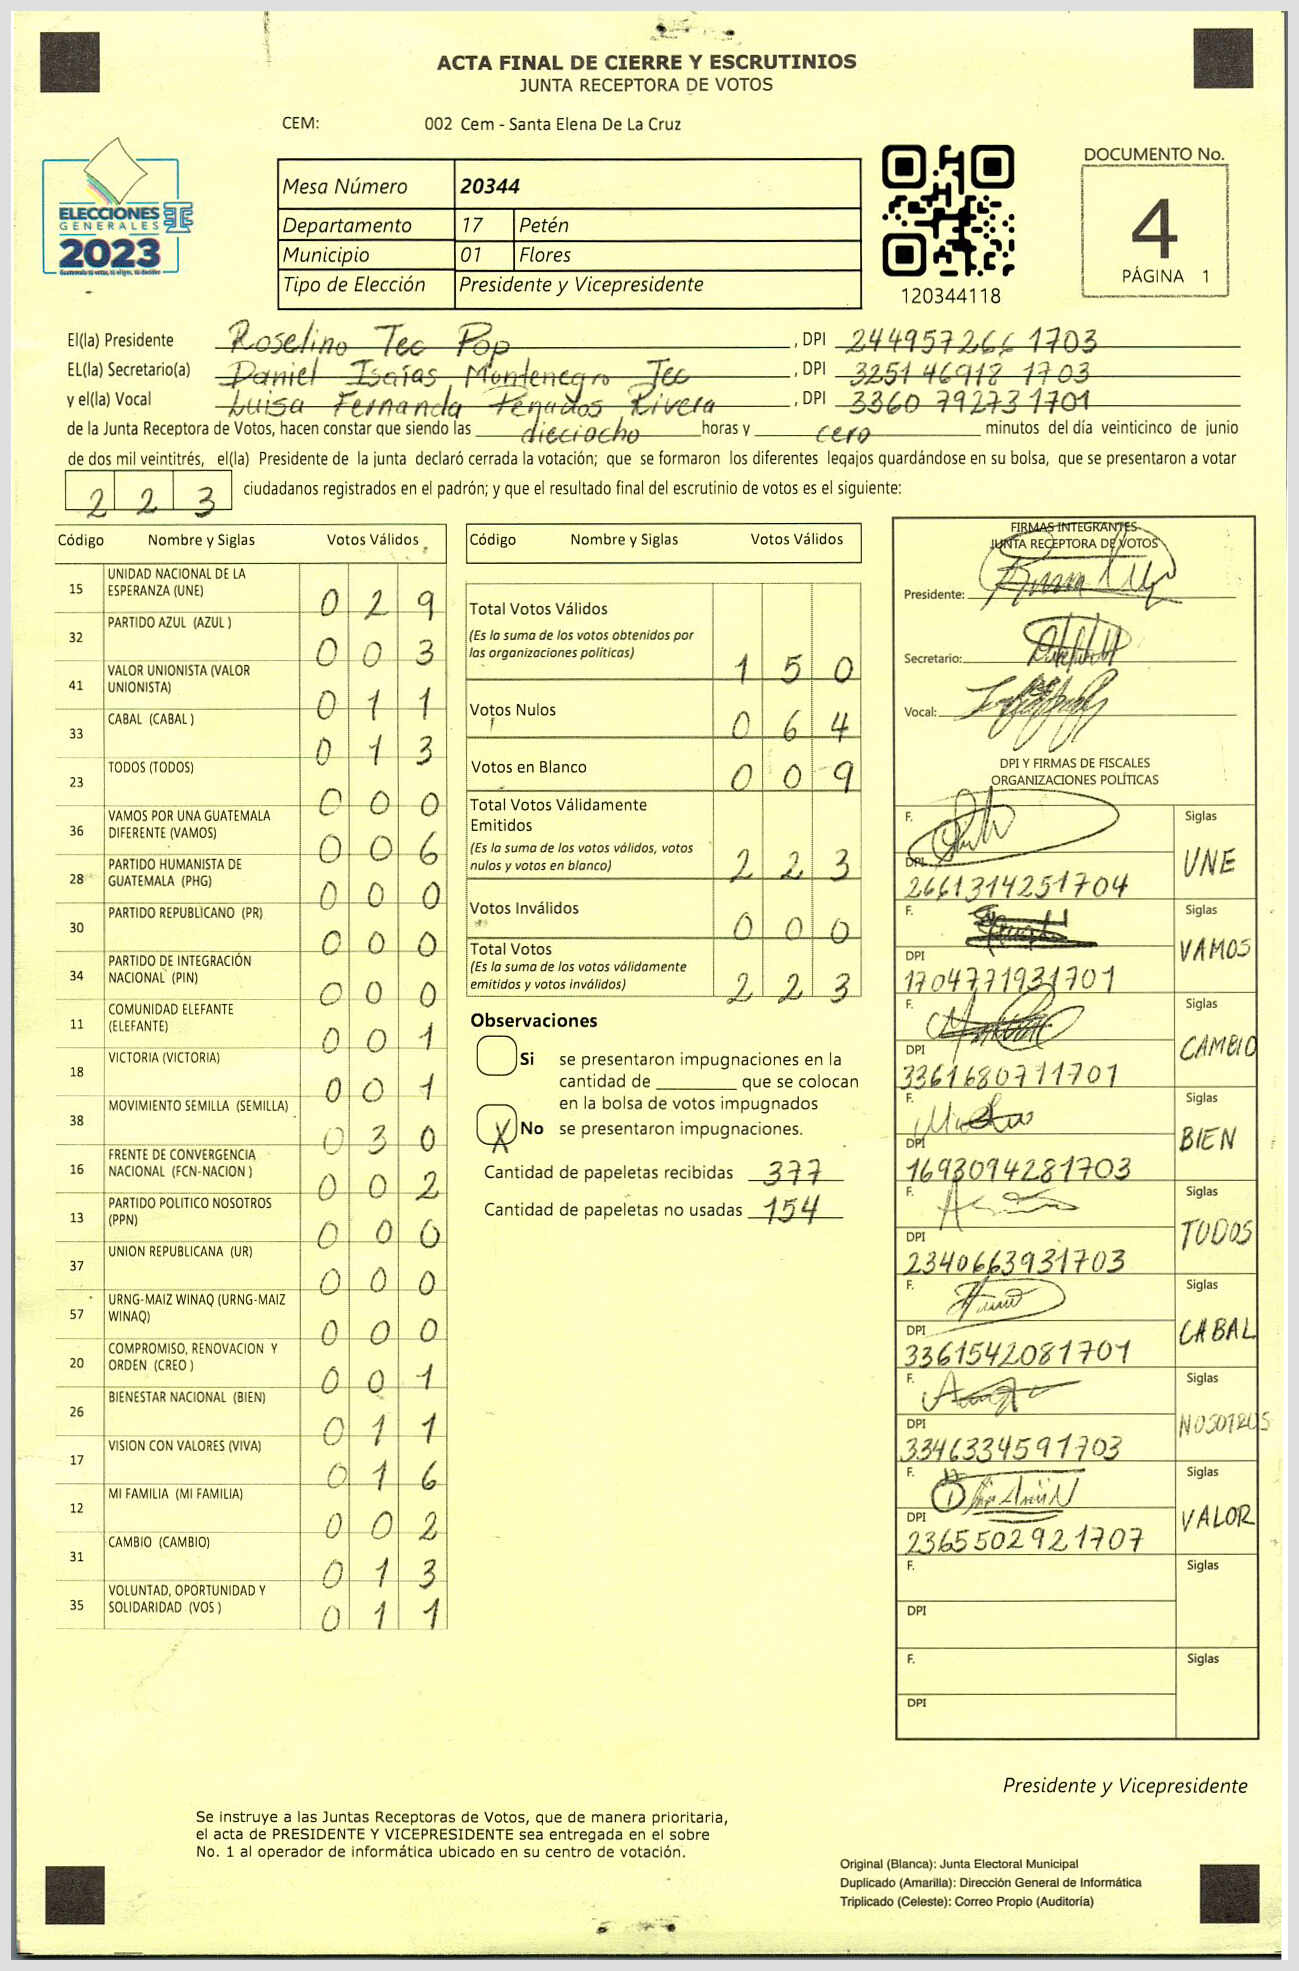 ACTA FINAL DE CIERRE Y ESCRUTINIOS
JUNTA RECEPTORA DE VOTOS
CEM: 002 Cem - Santa Elena De La Cruz
ELECCIONES
GENERALES
2023
Mesa Número 20344
Departamento 17 Petén
Municipio 01 Flores
Tipo de Elección Presidente y Vicepresidente
120344118
DOCUMENTO No.
4
PÁGINA 1
El(la) Presidente Roselino Tec Pop, DPI 244957266 1703
EL(la) Secretario(a) Daniel Isaías Montenegro Tec, DPI 3251 46918 1703
y el(la) Vocal Luisa Fernanda Penados Rivera, DPI 3360 79273 1701
de la Junta Receptora de Votos, hacen constar que siendo las dieciocho horas y cero minutos del día veinticinco de junio
de dos mil veintitrés, el(la) Presidente de la junta declaró cerrada la votación; que se formaron los diferentes legajos guardándose en su bolsa, que se presentaron a votar
2 2 3 ciudadanos registrados en el padrón; y que el resultado final del escrutinio de votos es el siguiente:
Código Nombre y Siglas Votos Válidos
15 UNIDAD NACIONAL DE LA
ESPERANZA (UNE) 0 2 9
32 PARTIDO AZUL (AZUL ) 0 0 3
41 VALOR UNIONISTA (VALOR
UNIONISTA) 0 1 1
33 CABAL (CABAL ) 0 1 3
23 TODOS (TODOS) 0 0 0
36 VAMOS POR UNA GUATEMALA
DIFERENTE (VAMOS) 0 0 6
28 PARTIDO HUMANISTA DE
GUATEMALA (PHG) 0 0 0
30 PARTIDO REPUBLICANO (PR) 0 0 0
34 PARTIDO DE INTEGRACIÓN
NACIONAL (PIN) 0 0 0
11 COMUNIDAD ELEFANTE
(ELEFANTE) 0 0 1
18 VICTORIA (VICTORIA) 0 0 1
38 MOVIMIENTO SEMILLA (SEMILLA) 0 3 0
16 FRENTE DE CONVERGENCIA
NACIONAL (FCN-NACION ) 0 0 2
13 PARTIDO POLITICO NOSOTROS
(PPN) 0 0 0
37 UNION REPUBLICANA (UR) 0 0 0
57 URNG-MAIZ WINAQ (URNG-MAIZ
WINAQ) 0 0 0
20 COMPROMISO, RENOVACION Y
ORDEN (CREO ) 0 0 1
26 BIENESTAR NACIONAL (BIEN) 0 1 1
17 VISION CON VALORES (VIVA) 0 1 6
12 MI FAMILIA (MI FAMILIA) 0 0 2
31 CAMBIO (CAMBIO) 0 1 3
35 VOLUNTAD, OPORTUNIDAD Y
SOLIDARIDAD (VOS ) 0 1 1
Código Nombre y Siglas Votos Válidos
Total Votos Válidos
(Es la suma de los votos obtenidos por
las organizaciones políticas) 1 5 0
Votos Nulos 0 6 4
Votos en Blanco 0 0 9
Total Votos Válidamente
Emitidos
(Es la suma de los votos válidos, votos
nulos y votos en blanco) 2 2 3
Votos Inválidos 0 0 0
Total Votos
(Es la suma de los votos válidamente
emitidos y votos inválidos) 2 2 3
Observaciones
Si se presentaron impugnaciones en la
cantidad de ________ que se colocan
en la bolsa de votos impugnados
X No se presentaron impugnaciones.
Cantidad de papeletas recibidas 377
Cantidad de papeletas no usadas 154
FIRMAS INTEGRANTES
JUNTA RECEPTORA DE VOTOS
Presidente:
Secretario:
Vocal:
DPI Y FIRMAS DE FISCALES
ORGANIZACIONES POLÍTICAS
F. Siglas
DPI UNE
2661314251704
F. Siglas
DPI VAMOS
1704771931701
F. Siglas
DPI CAMBIO
3361680711701
F. Siglas
DPI BIEN
1693094281703
F. Siglas
DPI TODOS
2340663931703
F. Siglas
DPI CABAL
3361542081701
F. Siglas
DPI NOSOTROS
3346334591703
F. Siglas
DPI VALOR
2365502921707
F. Siglas
DPI
F. Siglas
DPI
Presidente y Vicepresidente
Se instruye a las Juntas Receptoras de Votos, que de manera prioritaria,
el acta de PRESIDENTE Y VICEPRESIDENTE sea entregada en el sobre
No. 1 al operador de informática ubicado en su centro de votación.
Original (Blanca): Junta Electoral Municipal
Duplicado (Amarilla): Dirección General de Informática
Triplicado (Celeste): Correo Propio (Auditoría)